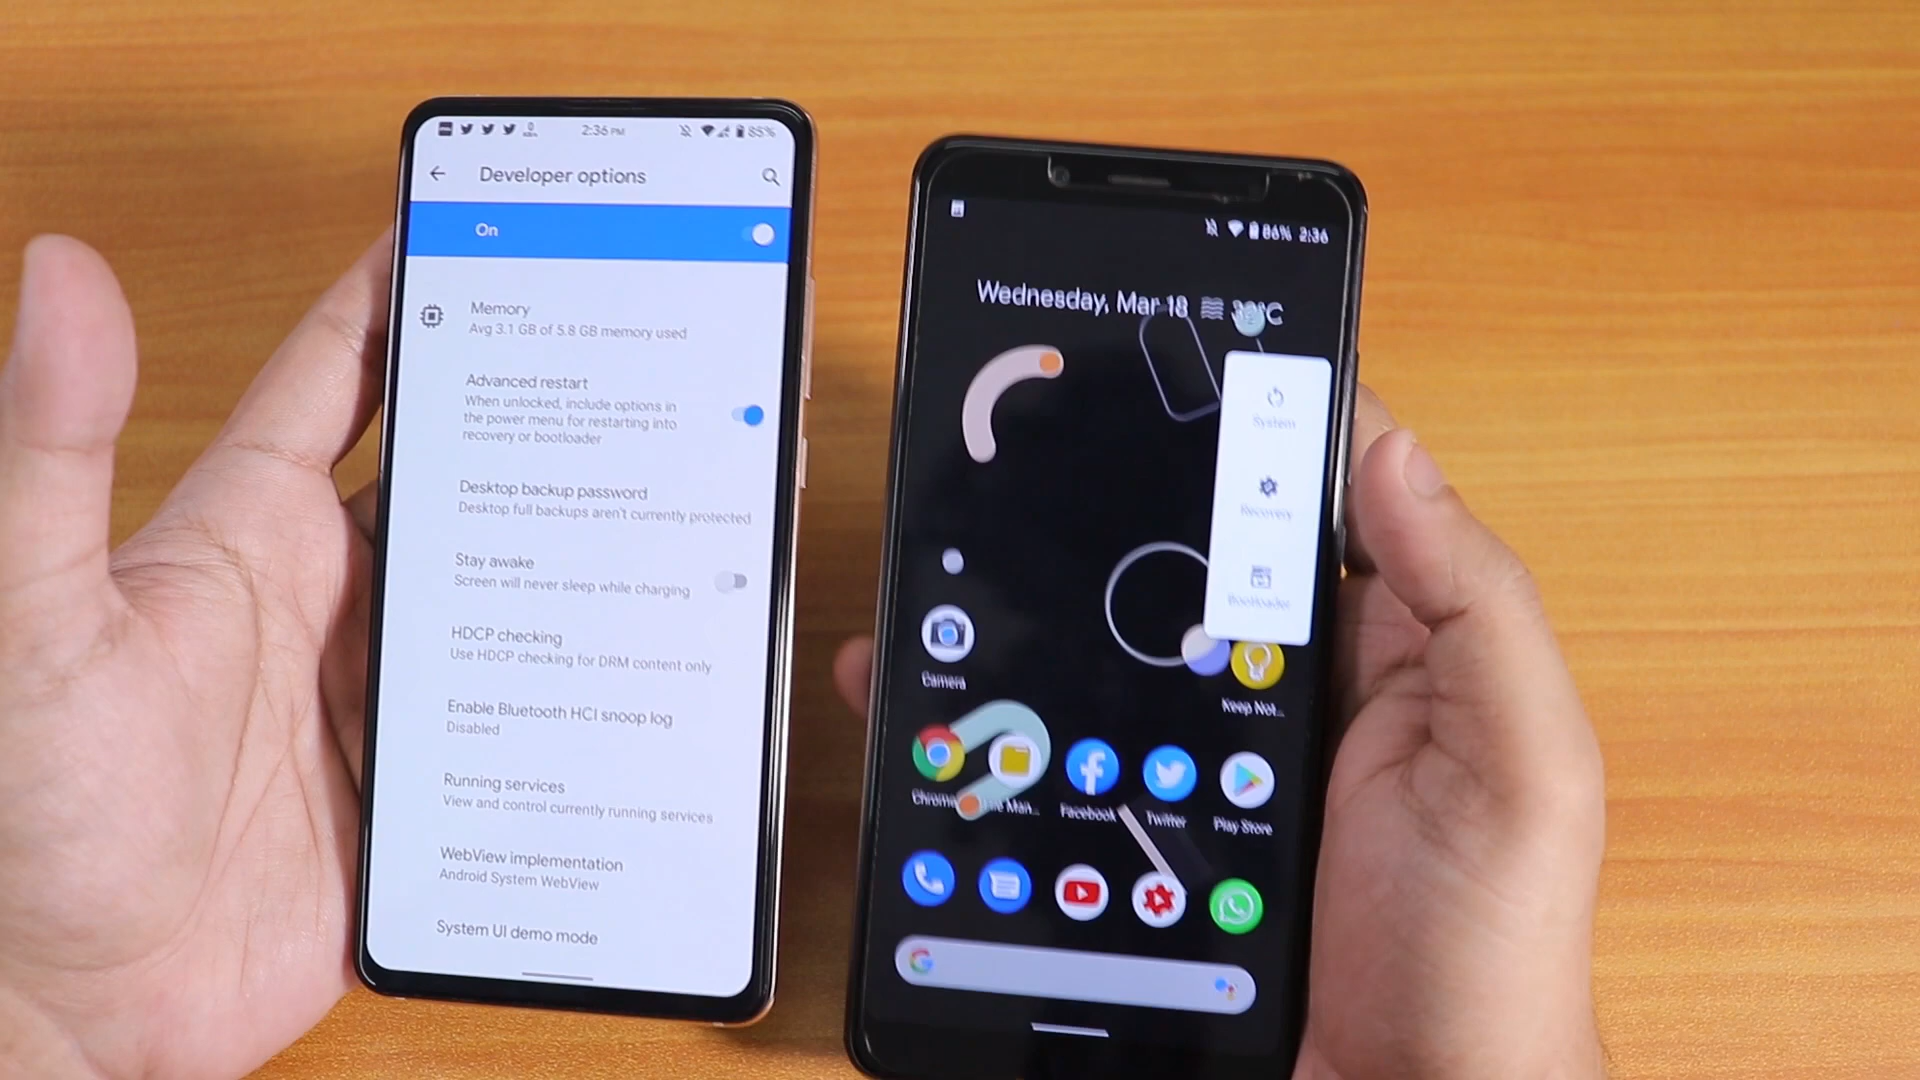 2:36 PM
85%
Developer options
On
Memory
Avg 3.1 GB of 5.8 GB memory used
Advanced restart
When unlocked, include options in
the power menu for restarting into
recovery or bootloader
Desktop backup password
Desktop full backups aren't currently protected
Stay awake
Screen will never sleep while charging
HDCP checking
Use HDCP checking for DRM content only
Enable Bluetooth HCI snoop log
Disabled
Running services
View and control currently running services
WebView implementation
Android System WebView
System UI demo mode
86% 2:36
Wednesday, Mar 18
System
Recovery
Bootloader
Camera
Keep Not...
Chrome
Man...
Facebook
Twitter
Play Store